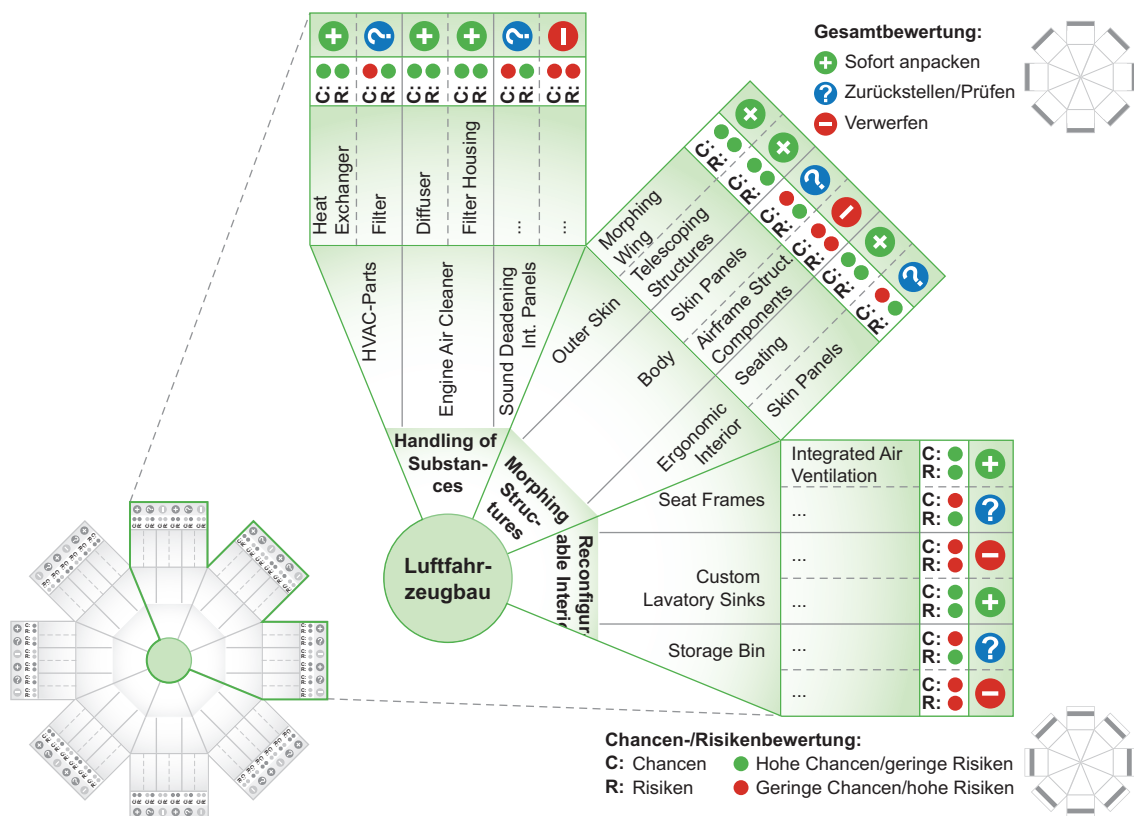 Gesamtbewertung:
Sofort anpacken
Zurückstellen/Prüfen
Verwerfen
C: R: C: R: C: R: C: R: C: R: C: R:
Heat
Exchanger
Filter
Diffuser
Filter Housing
...
...
HVAC-Parts
Engine Air Cleaner
Sound Deadening
Int. Panels
Handling of
Substan-
ces
C: R: C: R: C: R: C: R: C: R: C: R:
Morphing
Wing
Telescoping
Structures
Skin Panels
Airframe Struct.
Components
Seating
Skin Panels
Outer Skin
Body
Ergonomic
Interior
Morphing
Struc-
tures
Luftfahr-
zeugbau
Reconfigur-
able Interi
Seat Frames
Custom
Lavatory Sinks
Storage Bin
Integrated Air
Ventilation
...
...
...
...
...
C:
R:
C:
R:
C:
R:
C:
R:
C:
R:
C:
R:
Chancen-/Risikenbewertung:
C: Chancen
Hohe Chancen/geringe Risiken
R: Risiken
Geringe Chancen/hohe Risiken